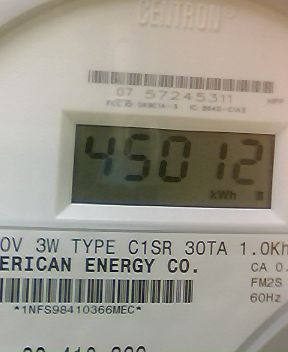 CENTRON®
07 57245311
45012
kWh
0V 3W TYPE C1SR 30TA 1.0Kh
ERICAN ENERGY CO.
CA 0.
FM2S
60Hz
*1NFS98410366MEC*